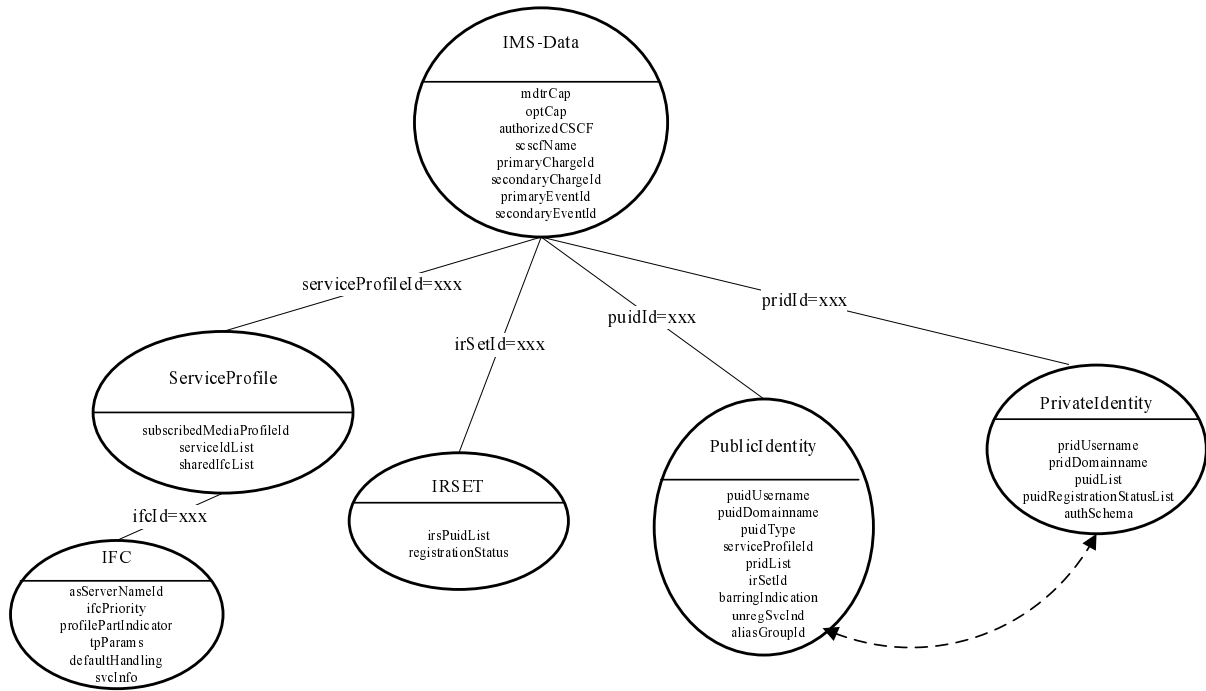 IMS-Data
mdtrCap
optCap
authorizedCSCF
scscfName
primaryChargeId
secondaryChargeId
primaryEventId
secondaryEventId
serviceProfileId=xxx
irSetId=xxx
puidId=xxx
pridId=xxx
ServiceProfile
subscribedMediaProfileId
serviceIdList
sharedIfcList
ifcId=xxx
IFC
asServerNameId
ifcPriority
profilePartIndicator
tpParams
defaultHandling
svcInfo
IRSET
irsPuidList
registrationStatus
PublicIdentity
puidUsername
puidDomainname
puidType
serviceProfileId
pridList
irSetId
barringIndication
unregSvcInd
aliasGroupId
PrivateIdentity
pridUsername
pridDomainname
puidList
puidRegistrationStatusList
authSchema